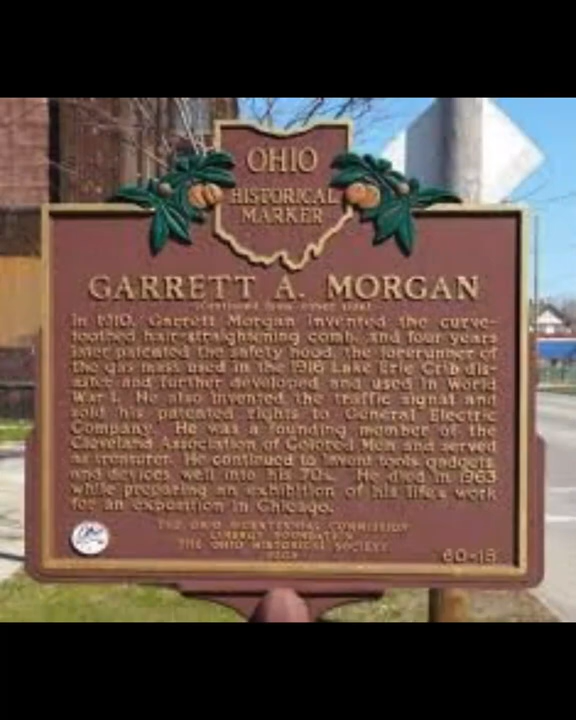 OHIO
HISTORICAL
MARKER
GARRETT A. MORGAN
(Continued from other side)
In 1910, Garrett Morgan invented the curve-
toothed hair-straightening comb, and four years
later patented the safety hood, the forerunner of
the gas mask used in the 1916 Lake Erie Crib dis-
aster and further developed and used in World
War I. He also invented the traffic signal and
sold his patented rights to General Electric
Company. He was a founding member of the
Cleveland Association of Colored Men and served
as treasurer. He continued to invent tools, gadgets,
and devices well into his 70s. He died in 1963
while preparing an exhibition of his life's work
for an exposition in Chicago.
THE OHIO BICENTENNIAL COMMISSION
FOUNDATION
THE OHIO HISTORICAL SOCIETY
2003
60-18